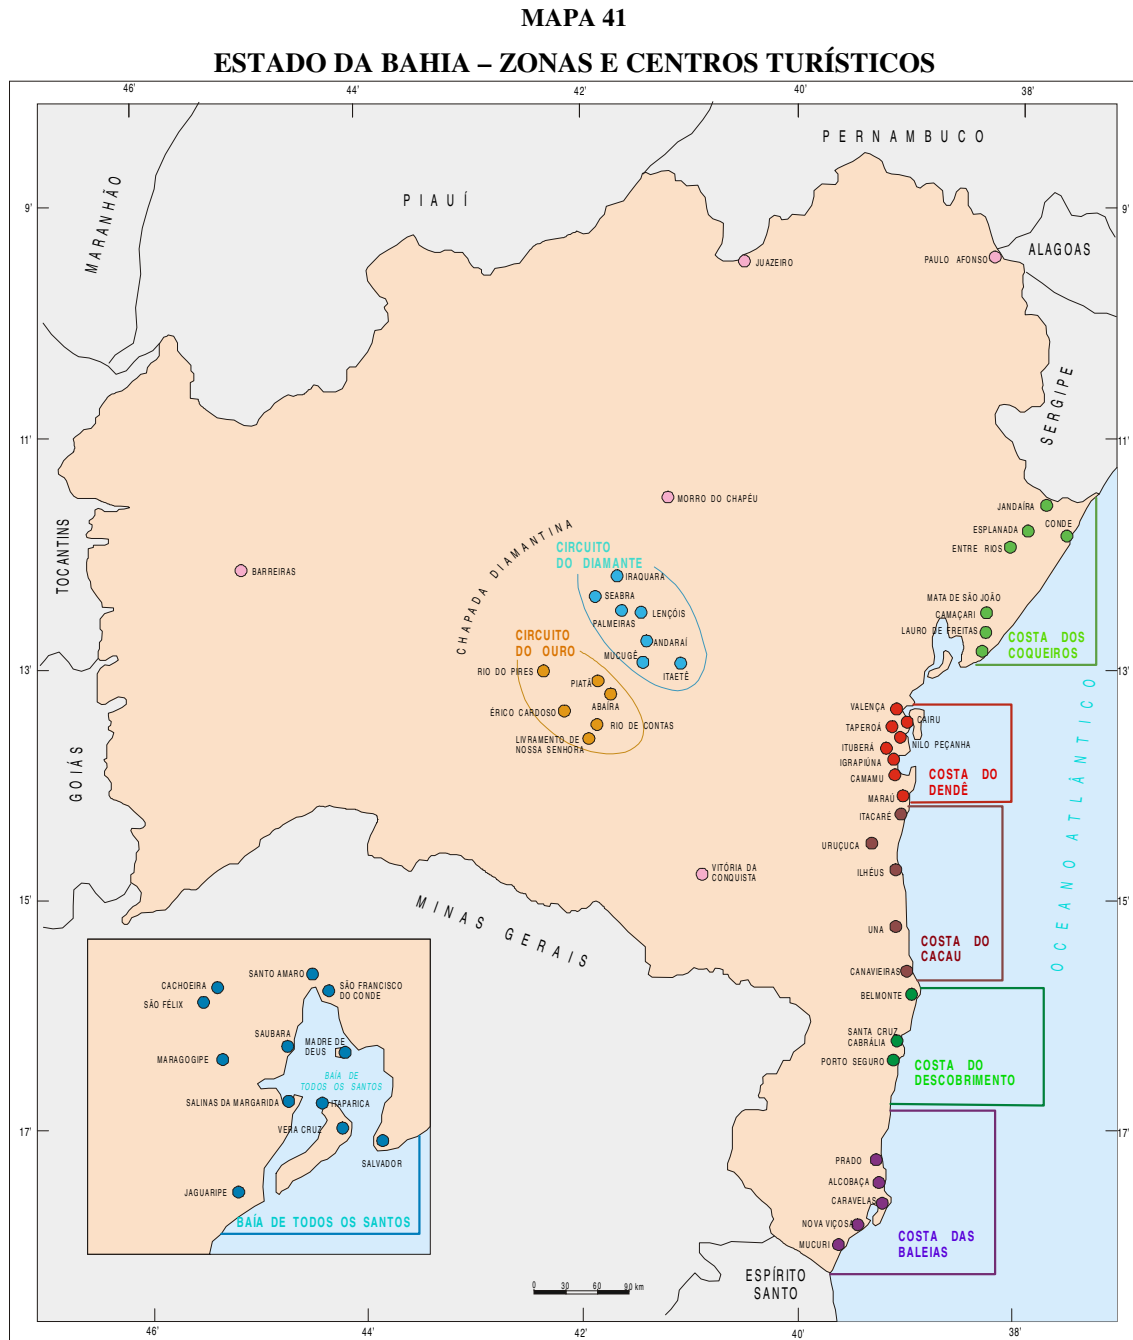 MAPA 41
ESTADO DA BAHIA – ZONAS E CENTROS TURÍSTICOS
46'
44'
42'
40'
38'
PERNAMBUCO
MARANHÃO
PIAUÍ
9'
9'
ALAGOAS
PAULO AFONSO
JUAZEIRO
SERGIPE
11'
11'
MORRO DO CHAPÉU
JANDAÍRA
CONDE
ESPLANADA
ENTRE RIOS
TOCANTINS
CHAPADA DIAMANTINA
CIRCUITO
DO DIAMANTE
BARREIRAS
IRAQUARA
SEABRA
LENÇÓIS
PALMEIRAS
ANDARAÍ
MUCUGÊ
ITAETÊ
MATA DE SÃO JOÃO
CAMAÇARI
LAURO DE FREITAS
COSTA DOS
COQUEIROS
CIRCUITO
DO OURO
RIO DO PIRES
PIATÃ
ABAÍRA
ÉRICO CARDOSO
RIO DE CONTAS
LIVRAMENTO DE
NOSSA SENHORA
13'
13'
GOIÁS
VALENÇA
CAIRU
TAPEROÁ
NILO PEÇANHA
ITUBERÁ
IGRAPIÚNA
CAMAMU
MARAÚ
COSTA DO
DENDÊ
OCEANO ATLÂNTICO
ITACARÉ
URUÇUCA
ILHÉUS
UNA
CANAVIEIRAS
COSTA DO
CACAU
VITÓRIA DA
CONQUISTA
15'
15'
MINAS GERAIS
BELMONTE
SANTA CRUZ
CABRÁLIA
PORTO SEGURO
COSTA DO
DESCOBRIMENTO
SANTO AMARO
CACHOEIRA
SÃO FRANCISCO
DO CONDE
SÃO FÉLIX
SAUBARA
MADRE DE
DEUS
MARAGOGIPE
BAÍA DE
TODOS OS SANTOS
SALINAS DA MARGARIDA
ITAPARICA
VERA CRUZ
SALVADOR
JAGUARIPE
BAÍA DE TODOS OS SANTOS
17'
17'
PRADO
ALCOBAÇA
CARAVELAS
NOVA VIÇOSA
MUCURI
COSTA DAS
BALEIAS
ESPÍRITO
SANTO
0 30 60 90 km
46'
44'
42'
40'
38'